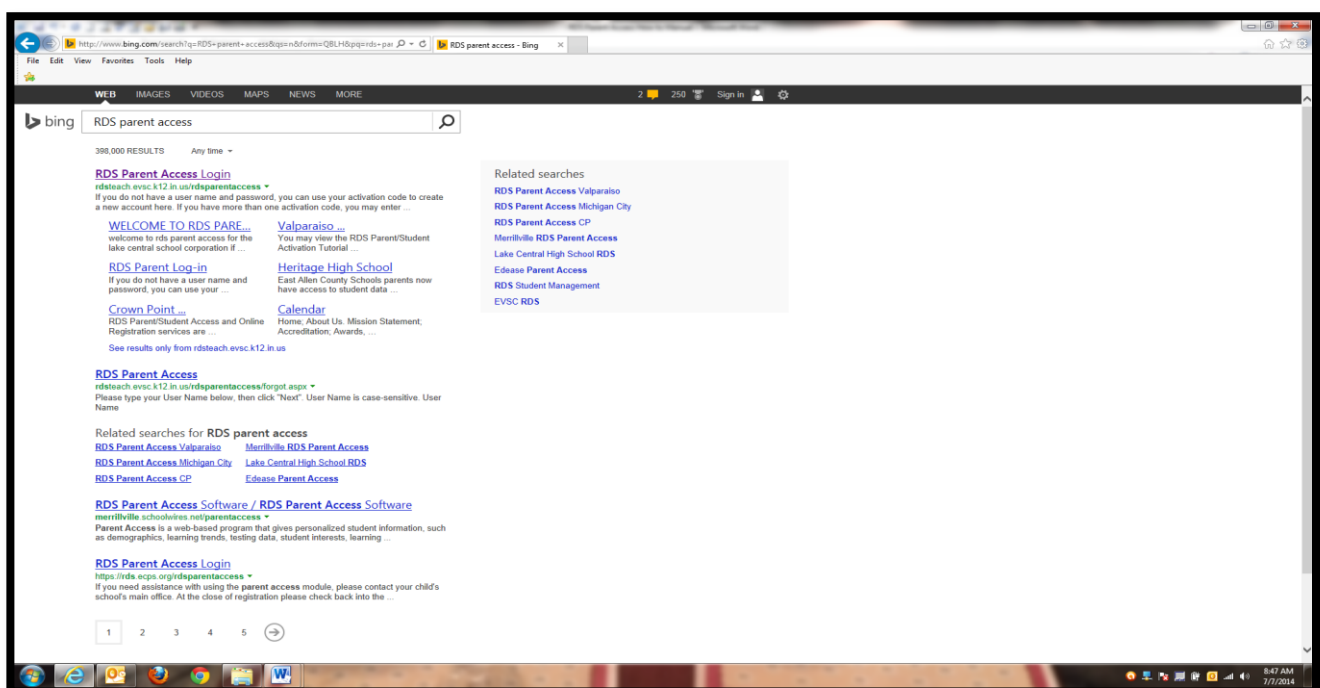 http://www.bing.com/search?q=RDS+parent+access&qs=n&form=QBLH&pq=rds+par
RDS parent access - Bing
File Edit View Favorites Tools Help
WEB IMAGES VIDEOS MAPS NEWS MORE 2 250 Sign in
bing RDS parent access
398,000 RESULTS Any time
RDS Parent Access Login
rdsteach.evsc.k12.in.us/rdsparentaccess
If you do not have a user name and password, you can use your activation code to create
a new account here. If you have more than one activation code, you may enter ...
WELCOME TO RDS PARE...
welcome to rds parent access for the
lake central school corporation if ...
Valparaiso ...
You may view the RDS Parent/Student
Activation Tutorial ...
RDS Parent Log-in
If you do not have a user name and
password, you can use your ...
Heritage High School
East Allen County Schools parents now
have access to student data ...
Crown Point ...
RDS Parent/Student Access and Online
Registration services are ...
Calendar
Home; About Us. Mission Statement;
Accreditation; Awards, ...
See results only from rdsteach.evsc.k12.in.us
RDS Parent Access
rdsteach.evsc.k12.in.us/rdsparentaccess/forgot.aspx
Please type your User Name below, then click "Next". User Name is case-sensitive. User
Name
Related searches for RDS parent access
RDS Parent Access Valparaiso Merrillville RDS Parent Access
RDS Parent Access Michigan City Lake Central High School RDS
RDS Parent Access CP Edease Parent Access
RDS Parent Access Software / RDS Parent Access Software
merrillville.schoolwires.net/parentaccess
Parent Access is a web-based program that gives personalized student information, such
as demographics, learning trends, testing data, student interests, learning ...
RDS Parent Access Login
https://rds.ecps.org/rdsparentaccess
If you need assistance with using the parent access module, please contact your child's
school's main office. At the close of registration please check back into the ...
1 2 3 4 5
Related searches
RDS Parent Access Valparaiso
RDS Parent Access Michigan City
RDS Parent Access CP
Merrillville RDS Parent Access
Lake Central High School RDS
Edease Parent Access
RDS Student Management
EVSC RDS
8:47 AM
7/7/2014